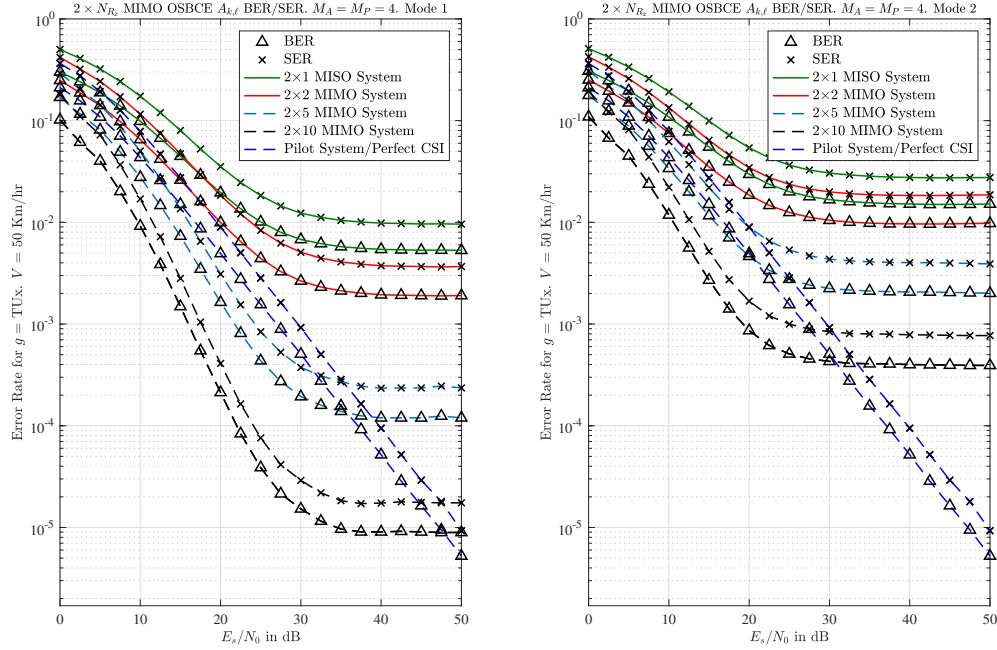 2 × N_{R_x} MIMO OSBCE A_{k,ℓ} BER/SER. M_A = M_P = 4. Mode 1
Error Rate for g = TUx. V = 50 Km/hr
10^0
10^{-1}
10^{-2}
10^{-3}
10^{-4}
10^{-5}
BER
SER
2×1 MISO System
2×2 MIMO System
2×5 MIMO System
2×10 MIMO System
Pilot System/Perfect CSI
0 10 20 30 40 50
E_s/N_0 in dB
2 × N_{R_x} MIMO OSBCE A_{k,ℓ} BER/SER. M_A = M_P = 4. Mode 2
Error Rate for g = TUx. V = 50 Km/hr
10^0
10^{-1}
10^{-2}
10^{-3}
10^{-4}
10^{-5}
BER
SER
2×1 MISO System
2×2 MIMO System
2×5 MIMO System
2×10 MIMO System
Pilot System/Perfect CSI
0 10 20 30 40 50
E_s/N_0 in dB